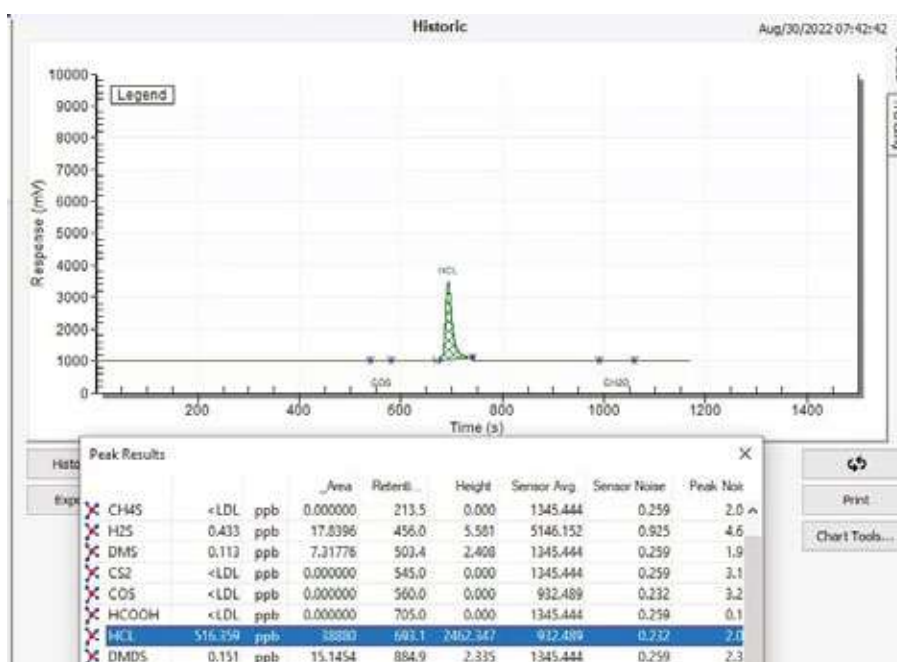 Historic
Aug/30/2022 07:42:42
Legend
10000
9000
8000
7000
6000
5000
4000
3000
2000
1000
0
Response (mV)
HCL
COS
CH2O
200 400 600 800 1000 1200 1400
Time (s)
Peak Results
_Area Retenti... Height Sensor Avg. Sensor Noise Peak Noi
CH4S <LDL ppb 0.000000 213.5 0.000 1345.444 0.259 2.0
H2S 0.433 ppb 17.8396 456.0 5.581 5146.152 0.925 4.6
DMS 0.113 ppb 7.31776 503.4 2.408 1345.444 0.259 1.9
CS2 <LDL ppb 0.000000 545.0 0.000 1345.444 0.259 3.1
COS <LDL ppb 0.000000 560.0 0.000 932.489 0.232 3.2
HCOOH <LDL ppb 0.000000 705.0 0.000 1345.444 0.259 0.1
HCL 516.359 ppb 38880 693.1 2462.347 932.489 0.232 2.0
DMDS 0.151 ppb 15.1454 884.9 2.335 1345.444 0.259 2.3
Histo
Expo
Print
Chart Tools...